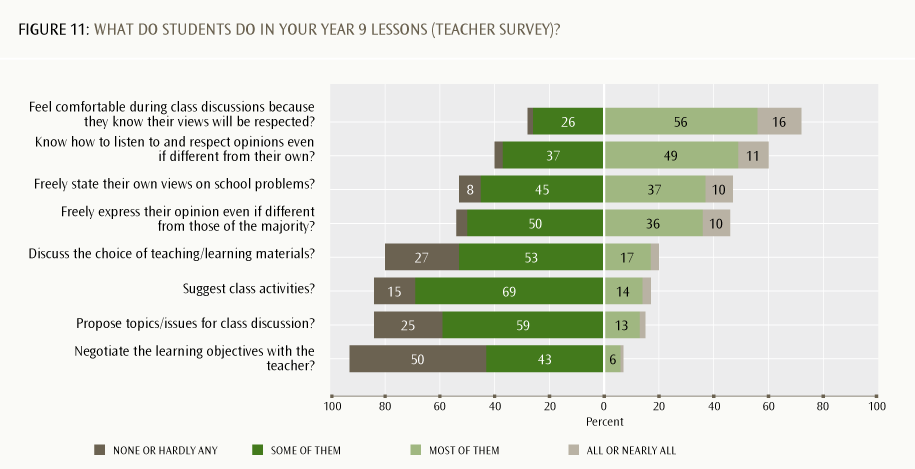 FIGURE 11: WHAT DO STUDENTS DO IN YOUR YEAR 9 LESSONS (TEACHER SURVEY)?
Feel comfortable during class discussions because
they know their views will be respected?
26 56 16
Know how to listen to and respect opinions even
if different from their own?
37 49 11
Freely state their own views on school problems?
8 45 37 10
Freely express their opinion even if different
from those of the majority?
50 36 10
Discuss the choice of teaching/learning materials?
27 53 17
Suggest class activities?
15 69 14
Propose topics/issues for class discussion?
25 59 13
Negotiate the learning objectives with the
teacher?
50 43 6
100 80 60 40 20 0 20 40 60 80 100
Percent
NONE OR HARDLY ANY SOME OF THEM MOST OF THEM ALL OR NEARLY ALL